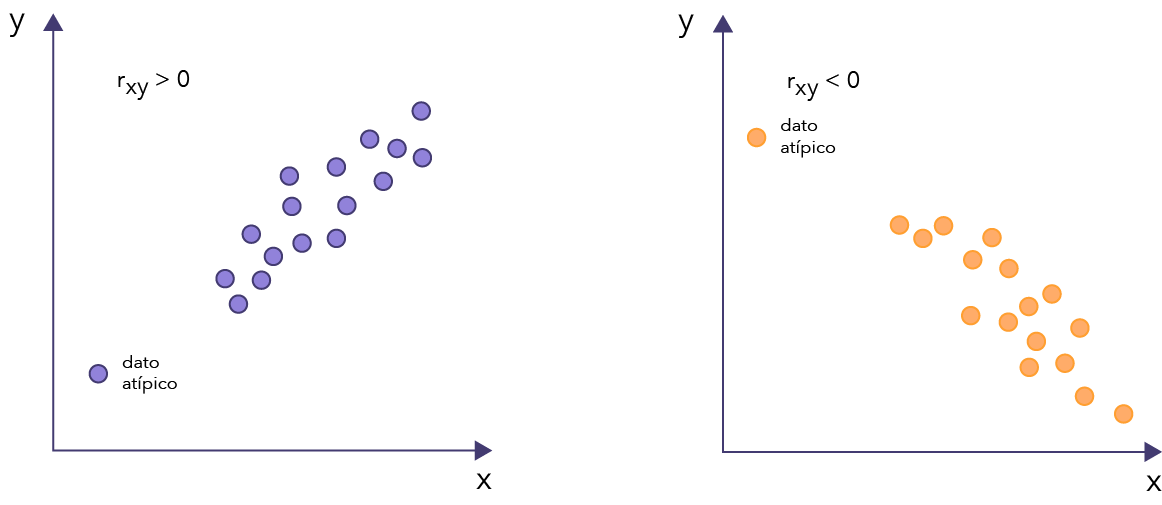 y
rxy > 0
dato
atípico
x
y
rxy < 0
dato
atípico
x